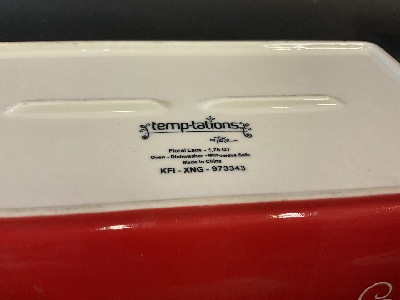 temp-tations
by Tara
Floral Lace - 1.75 Qt
Oven - Dishwasher - Microwave Safe
Made in China
KFI - XNG - 973343